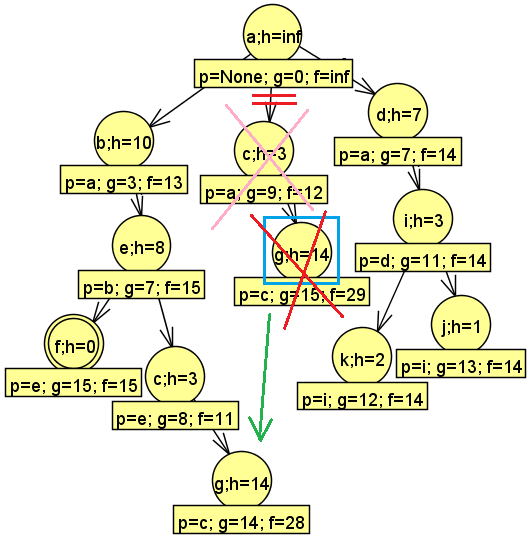 a;h=inf
p=None; g=0; f=inf
b;h=10
p=a; g=3; f=13
c;h=3
p=a; g=9; f=12
d;h=7
p=a; g=7; f=14
e;h=8
p=b; g=7; f=15
g;h=14
p=c; g=15; f=29
i;h=3
p=d; g=11; f=14
f;h=0
p=e; g=15; f=15
c;h=3
p=e; g=8; f=11
k;h=2
p=i; g=12; f=14
j;h=1
p=i; g=13; f=14
g;h=14
p=c; g=14; f=28